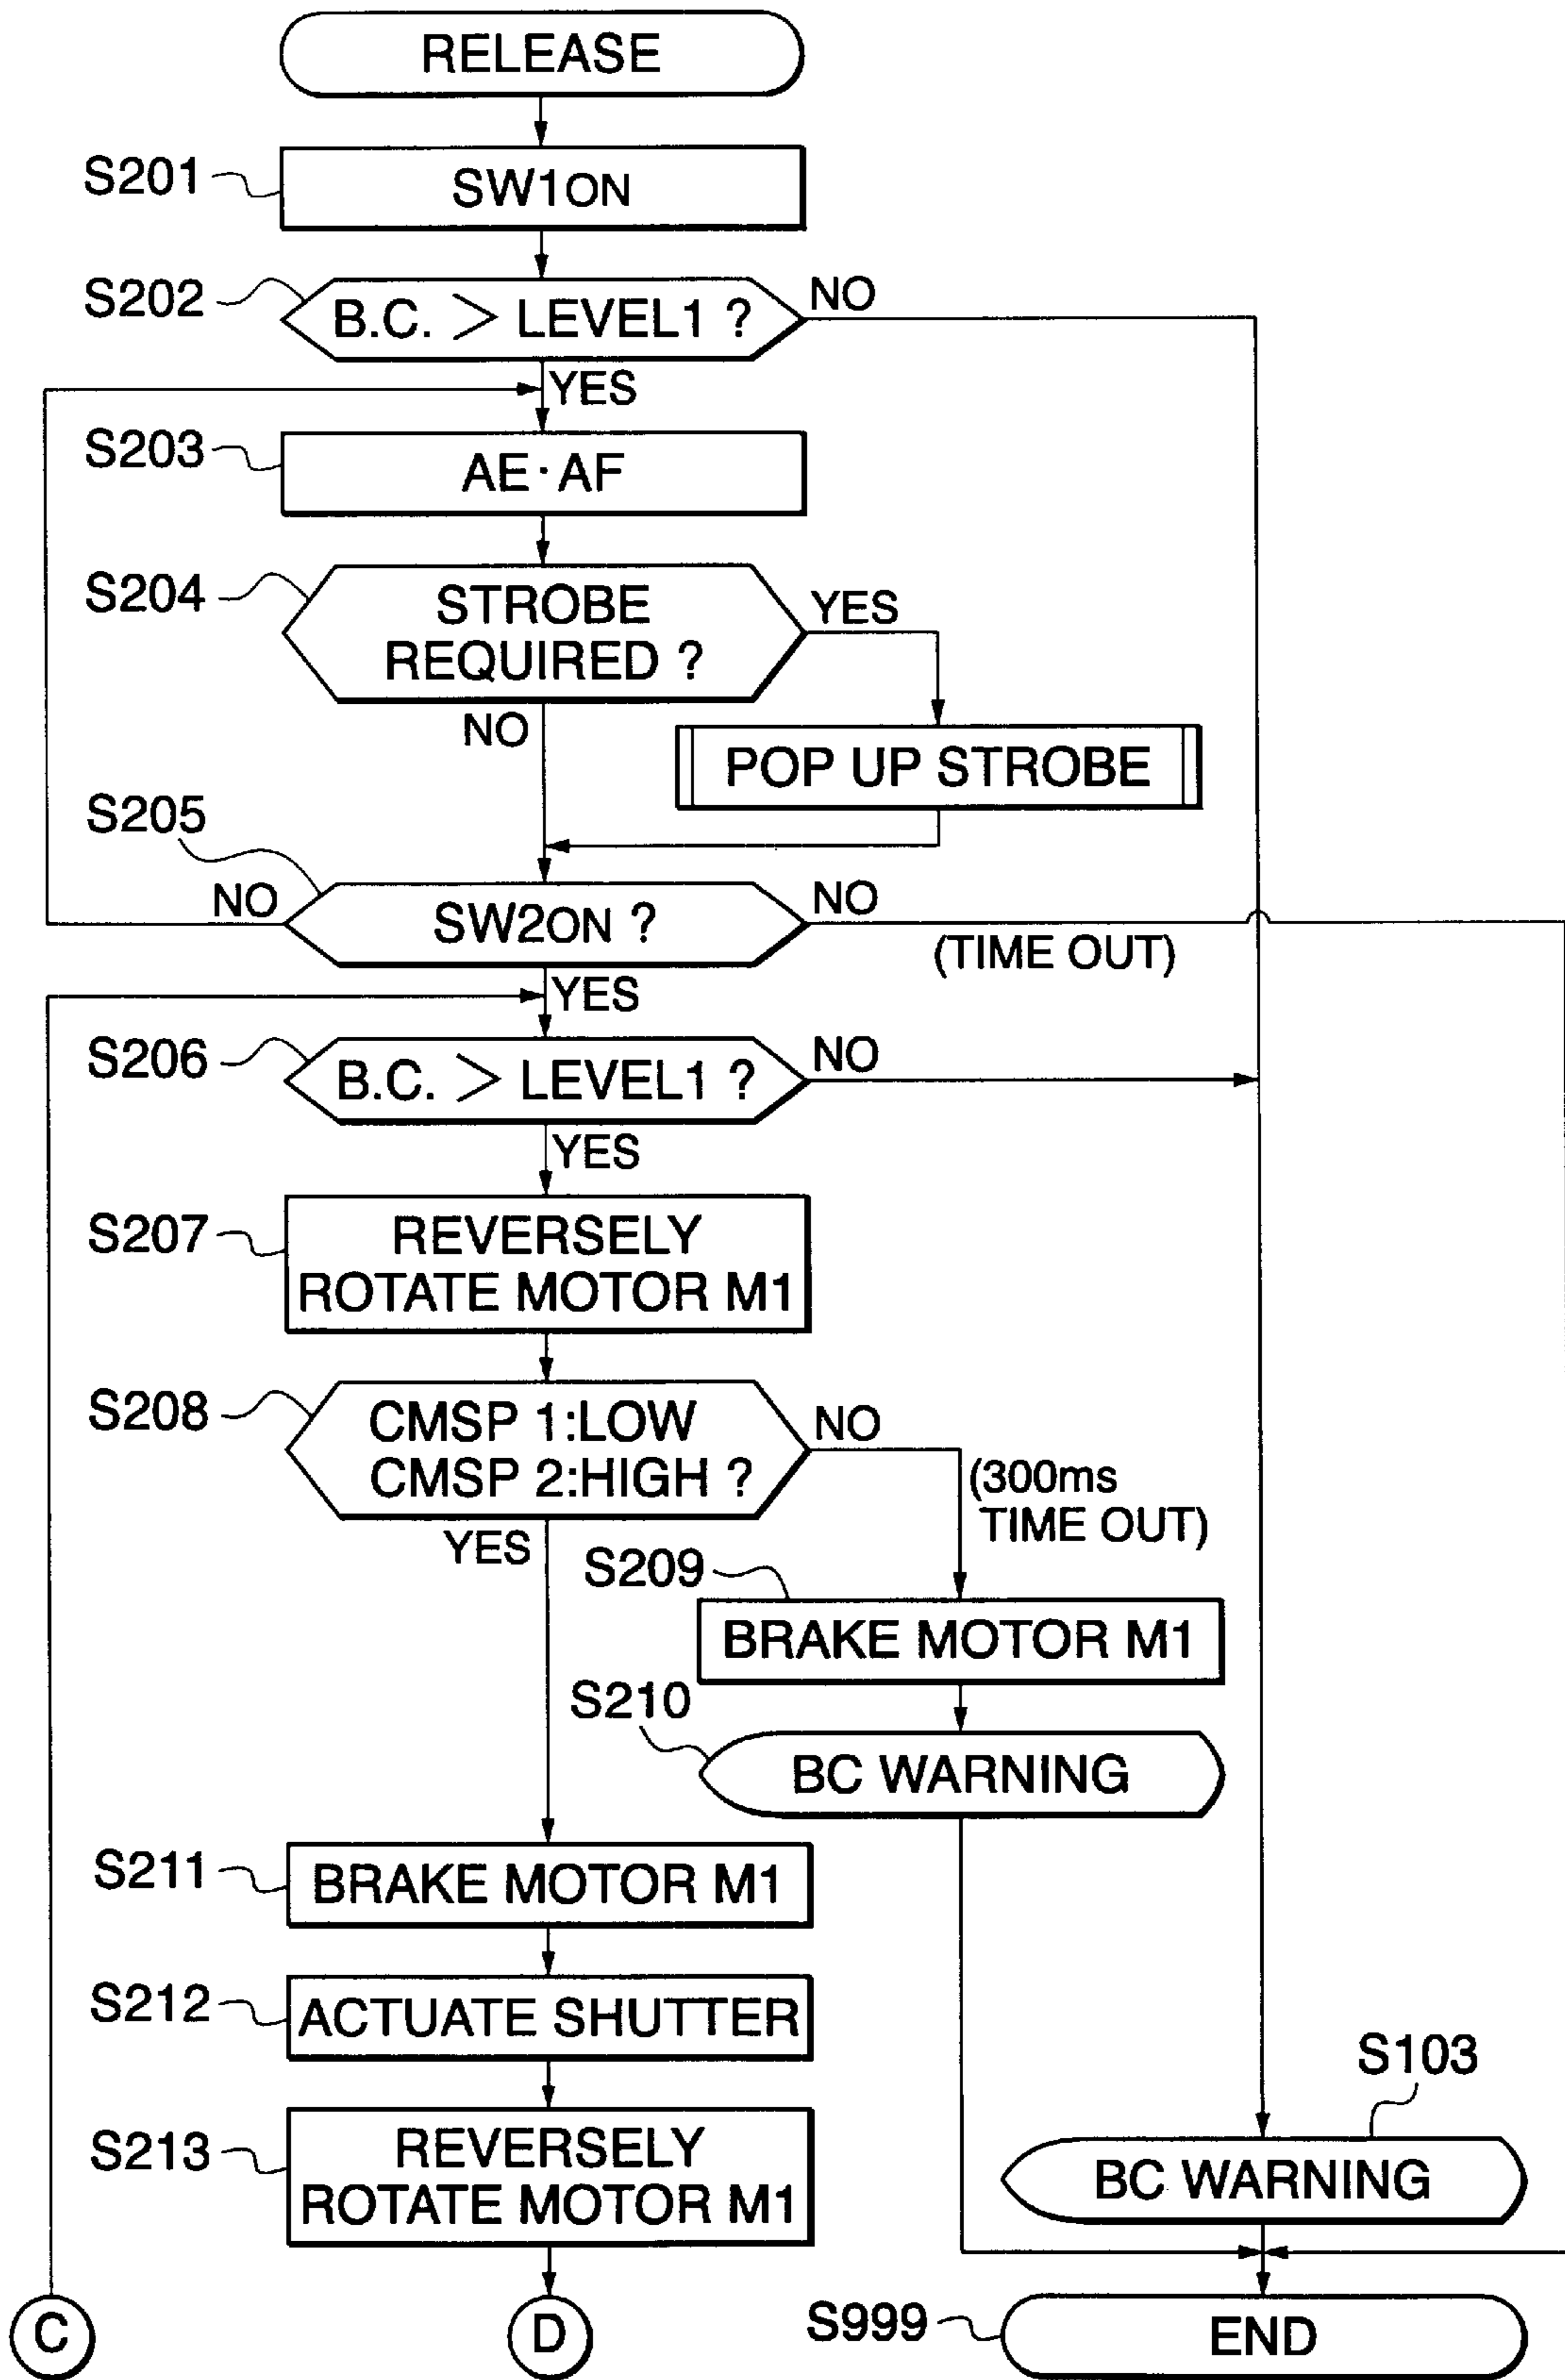 RELEASE
S201
SW1ON
S202
B.C. > LEVEL1 ?
NO
YES
S203
AE·AF
S204
STROBE
REQUIRED ?
YES
NO
POP UP STROBE
S205
NO
SW2ON ?
NO
(TIME OUT)
YES
S206
B.C. > LEVEL1 ?
NO
YES
S207
REVERSELY
ROTATE MOTOR M1
S208
CMSP 1:LOW
CMSP 2:HIGH ?
NO
(300ms
TIME OUT)
YES
S209
BRAKE MOTOR M1
S210
BC WARNING
S211
BRAKE MOTOR M1
S212
ACTUATE SHUTTER
S103
S213
REVERSELY
ROTATE MOTOR M1
BC WARNING
C
D
S999
END